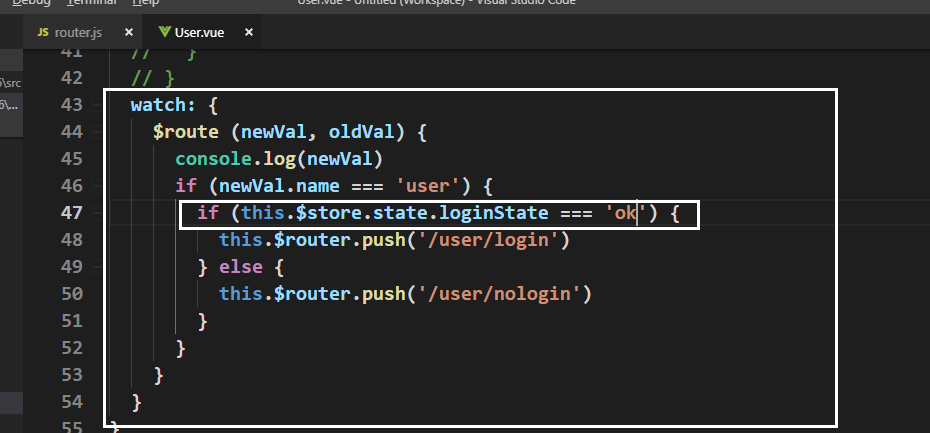 Debug Terminal Help User.vue - Untitled (Workspace) - Visual Studio Code
JS router.js × User.vue ×
41 // }
42 // }
43 watch: {
44 $route (newVal, oldVal) {
45 console.log(newVal)
46 if (newVal.name === 'user') {
47 if (this.$store.state.loginState === 'ok') {
48 this.$router.push('/user/login')
49 } else {
50 this.$router.push('/user/nologin')
51 }
52 }
53 }
54 }
55 }
6\src
6\...